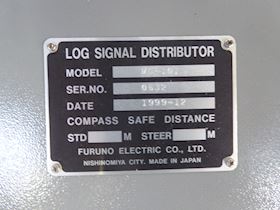 LOG SIGNAL DISTRIBUTOR
MODEL
SER.NO. 0632
DATE 1999-12
COMPASS SAFE DISTANCE
STD M STEER M
FURUNO ELECTRIC CO., LTD.
NISHINOMIYA CITY. MADE IN JAPAN